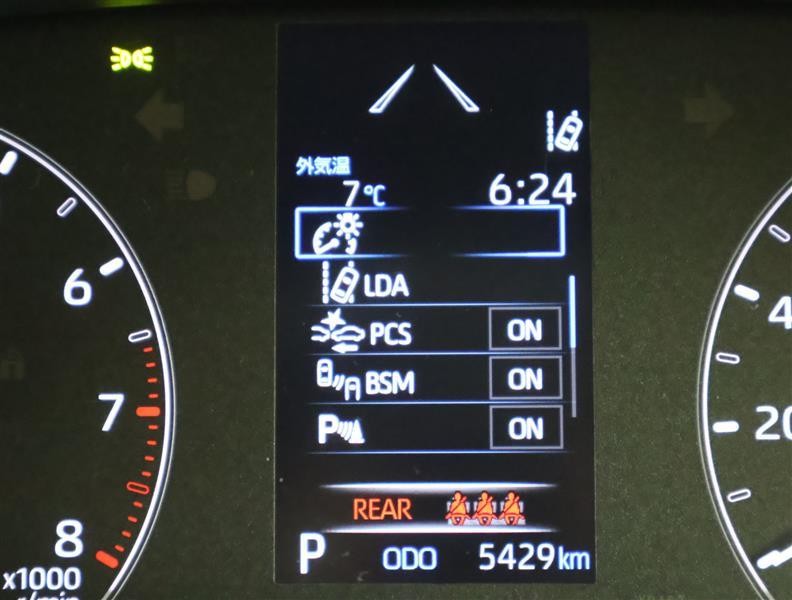 外気温
7℃ 6:24
LDA
PCS ON
BSM ON
P ON
REAR
P ODO 5429km
6
7
8
x1000
r/min
4
20